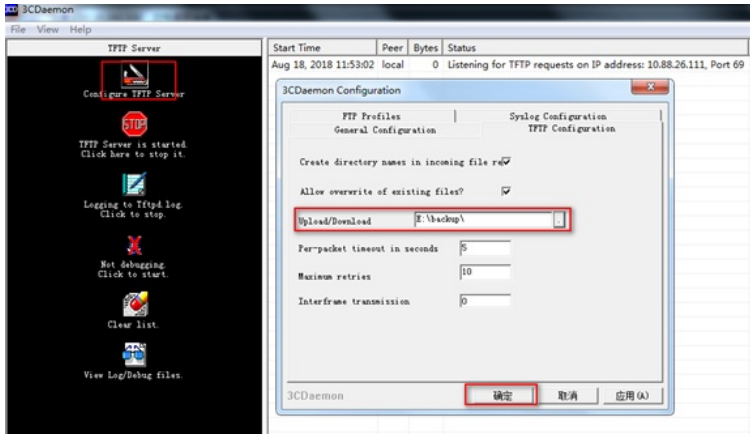 3CDaemon
File View Help
TFTP Server
Configure TFTP Server
STOP
TFTP Server is started.
Click here to stop it.
Logging to Tftpd.log.
Click to stop.
Not debugging.
Click to start.
Clear list.
View Log/Debug files.
Start Time Peer Bytes Status
Aug 18, 2018 11:53:02 local 0 Listening for TFTP requests on IP address: 10.88.26.111, Port 69
3CDaemon Configuration
FTP Profiles Syslog Configuration
General Configuration TFTP Configuration
Create directory names in incoming file re
Allow overwrite of existing files?
Upload/Download E:\backup\ .
Per-packet timeout in seconds 5
Maximum retries 10
Interframe transmission 0
3CDaemon 确定 取消 应用(A)